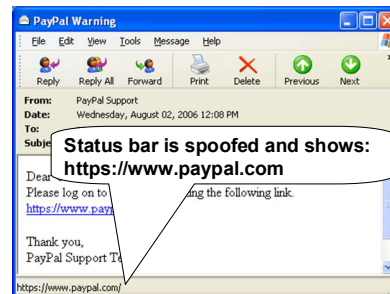 PayPal Warning
File Edit View Tools Message Help
Reply Reply All Forward Print Delete Previous Next
From: PayPal Support
Date: Wednesday, August 02, 2006 12:08 PM
To:
Subje
Status bar is spoofed and shows:
https://www.paypal.com
Dear
Please log on to ing the following link.
https://www.payp
Thank you,
PayPal Support Te
https://www.paypal.com/